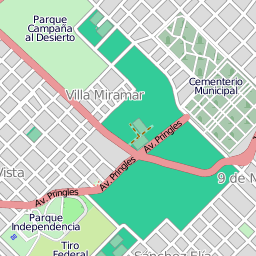 Parque
Campaña
al Desierto
Villa Miramar
Cementerio
Municipal
Av. Pringles
Av. Pringles
Vista
9 de
Av. Pringles
Parque
Independencia
Tiro
Federal
Sánchez Elía